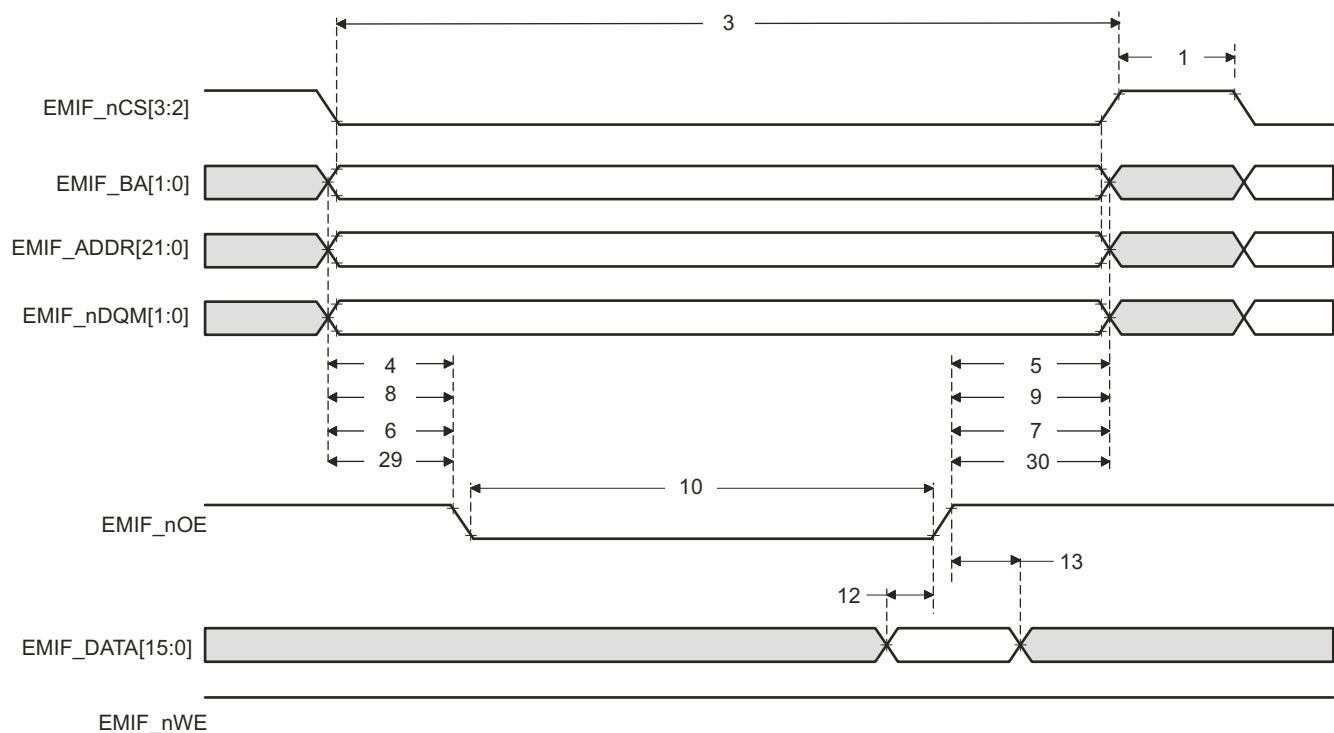 3
1
EMIF_nCS[3:2]
EMIF_BA[1:0]
EMIF_ADDR[21:0]
EMIF_nDQM[1:0]
4 5
8 9
6 7
29 30
10
EMIF_nOE
13
12
EMIF_DATA[15:0]
EMIF_nWE